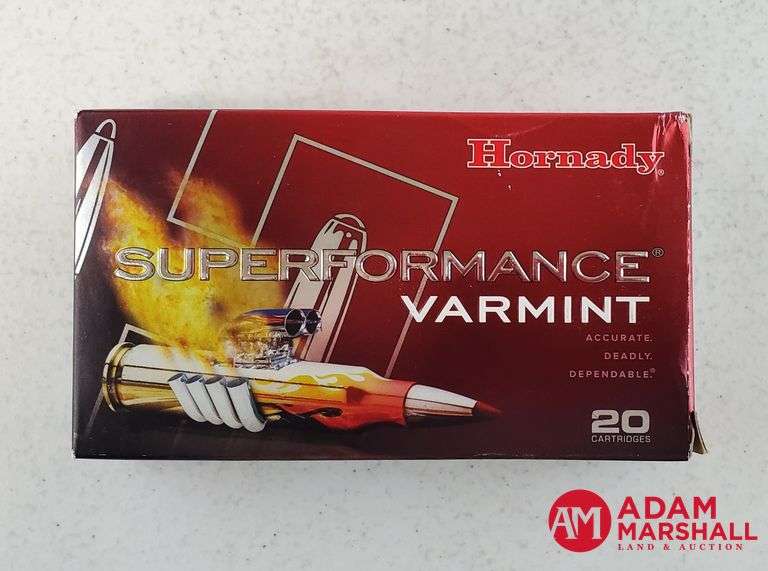 Hornady®
SUPERFORMANCE®
VARMINT
ACCURATE.
DEADLY.
DEPENDABLE.®
20
CARTRIDGES
AM
ADAM
MARSHALL
LAND & AUCTION